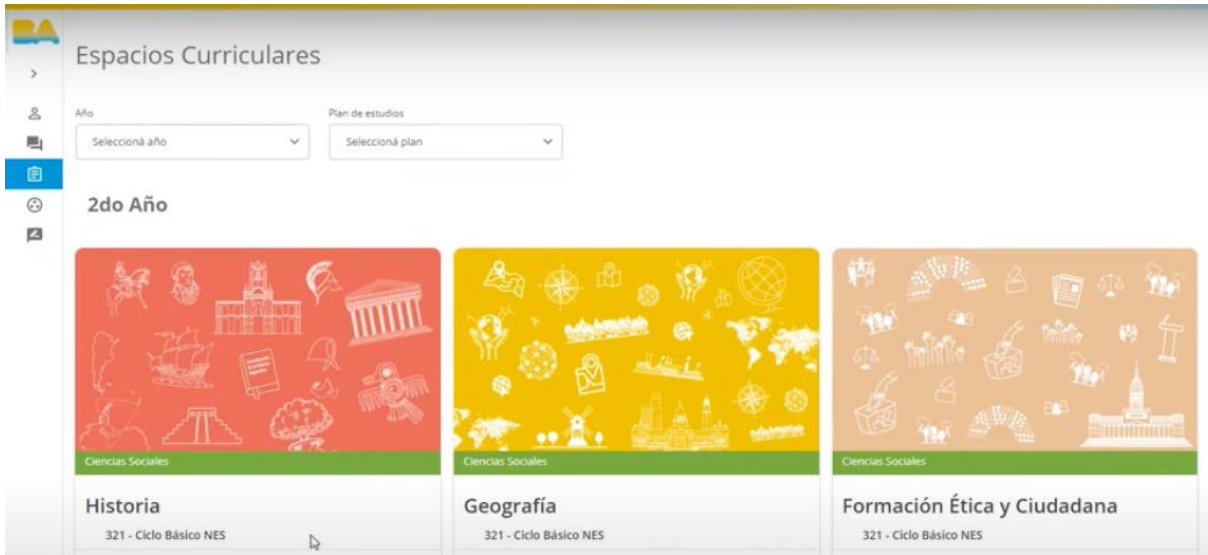 BA
Espacios Curriculares
Año
Plan de estudios
Seleccioná año
Seleccioná plan
2do Año
Ciencias Sociales
Ciencias Sociales
Ciencias Sociales
Historia
Geografía
Formación Ética y Ciudadana
321 - Ciclo Básico NES
321 - Ciclo Básico NES
321 - Ciclo Básico NES